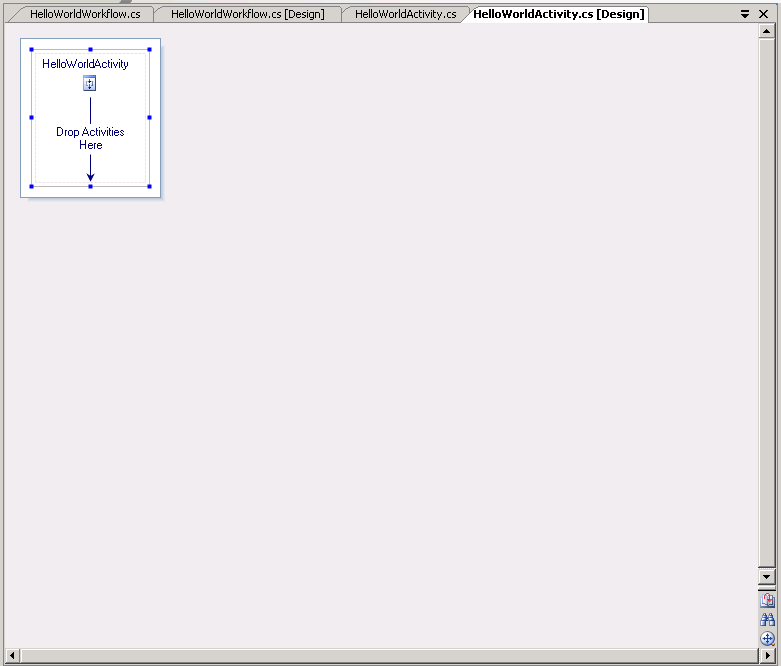 HelloWorldWorkflow.cs
HelloWorldWorkflow.cs [Design]
HelloWorldActivity.cs
HelloWorldActivity.cs [Design]
HelloWorldActivity
Drop Activities
Here